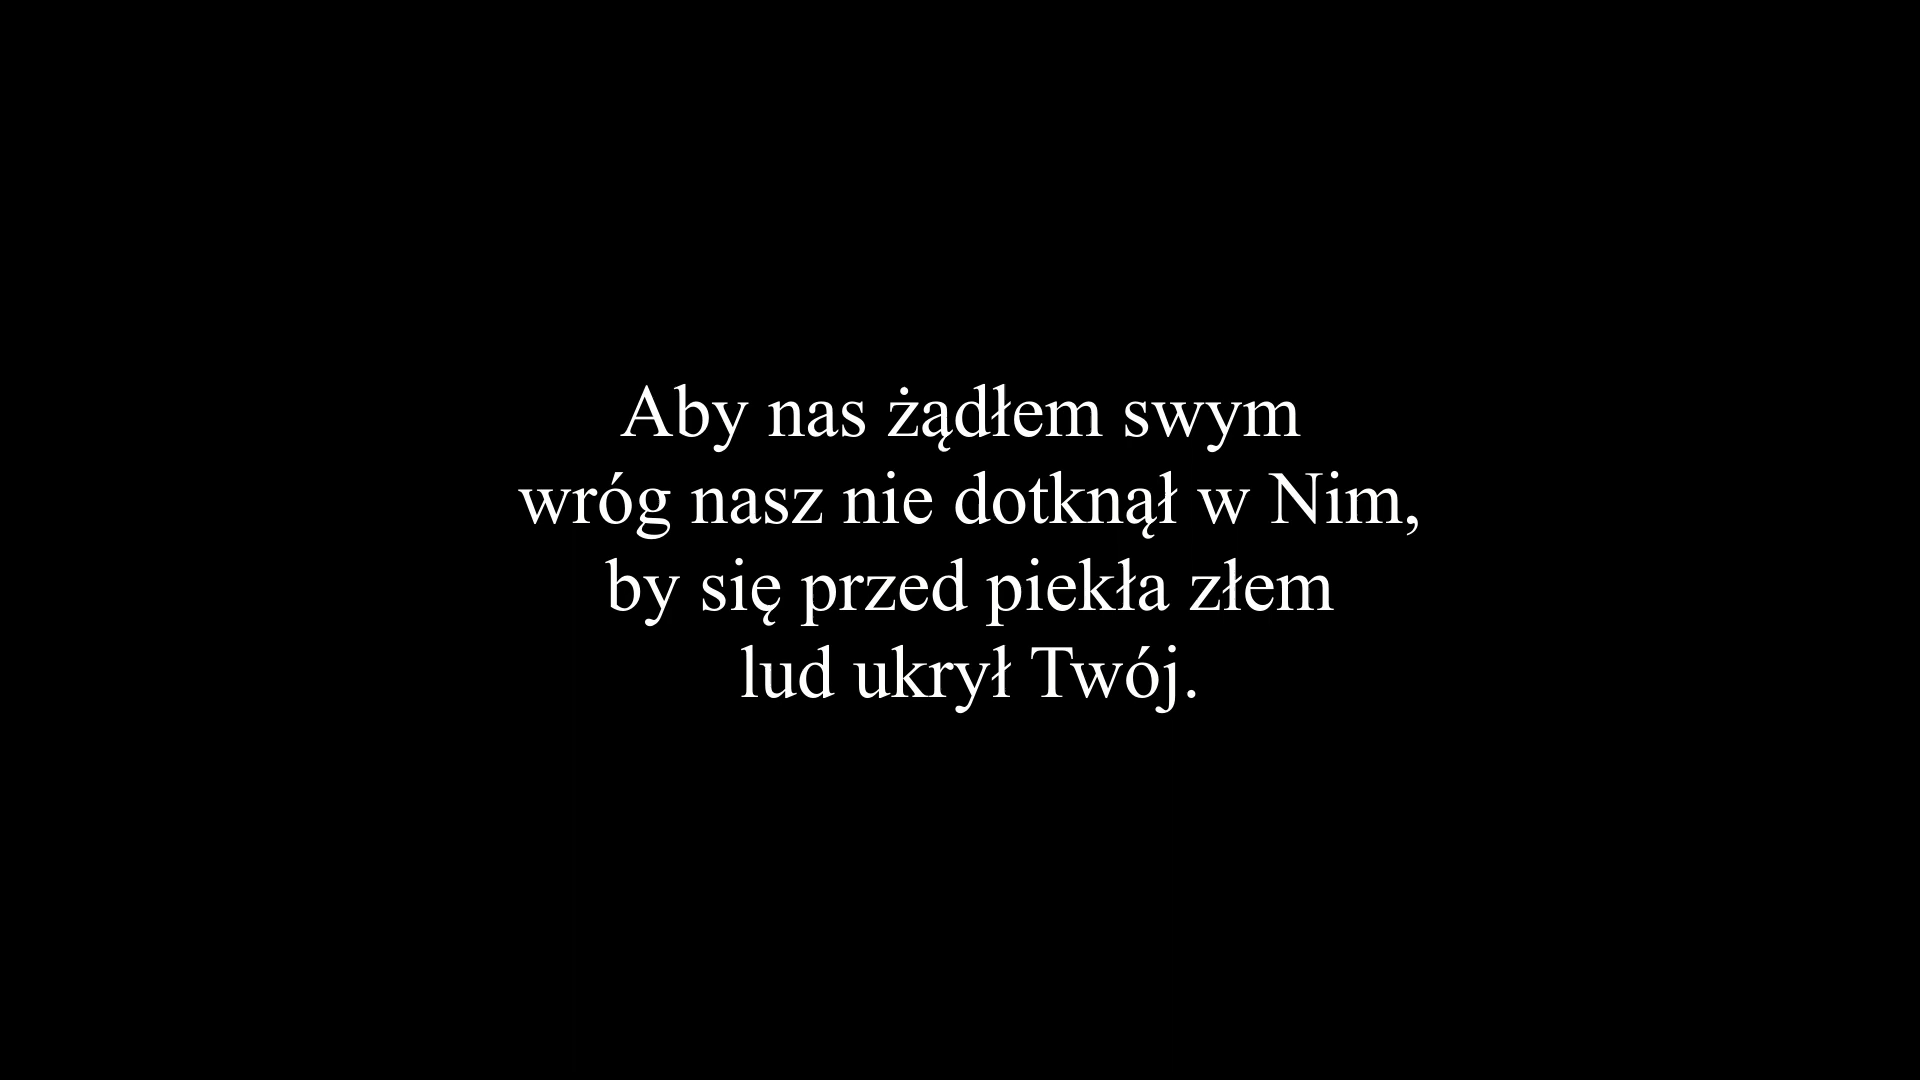 Aby nas żądłem swym
wróg nasz nie dotknął w Nim,
by się przed piekła złem
lud ukrył Twój.